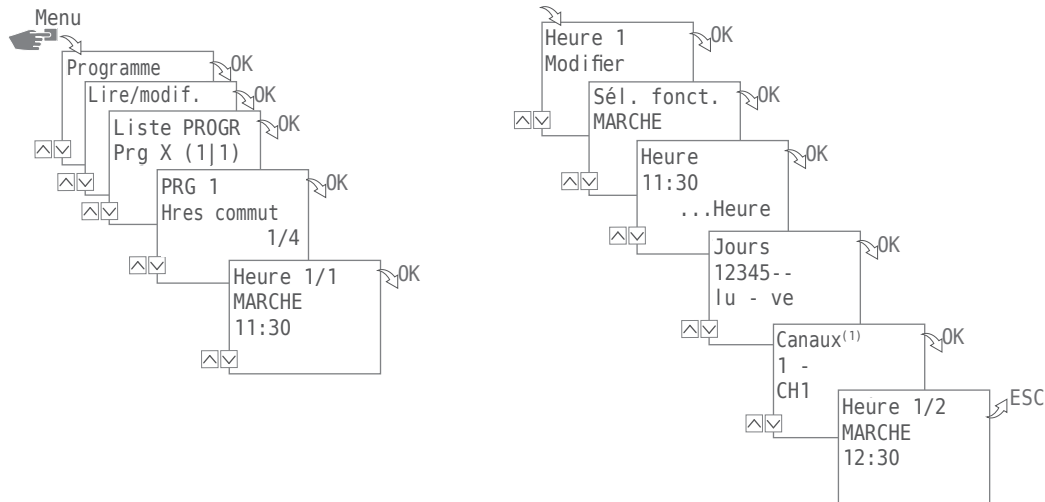 Menu
Programme
OK
Lire/modif.
OK
Liste PROGR
Prg X (1|1)
OK
PRG 1
Hres commut
1/4
OK
Heure 1/1
MARCHE
11:30
OK
Heure 1
Modifier
OK
Sél. fonct.
MARCHE
OK
Heure
11:30
...Heure
OK
Jours
12345--
lu - ve
OK
Canaux(1)
1 -
CH1
OK
Heure 1/2
MARCHE
12:30
ESC